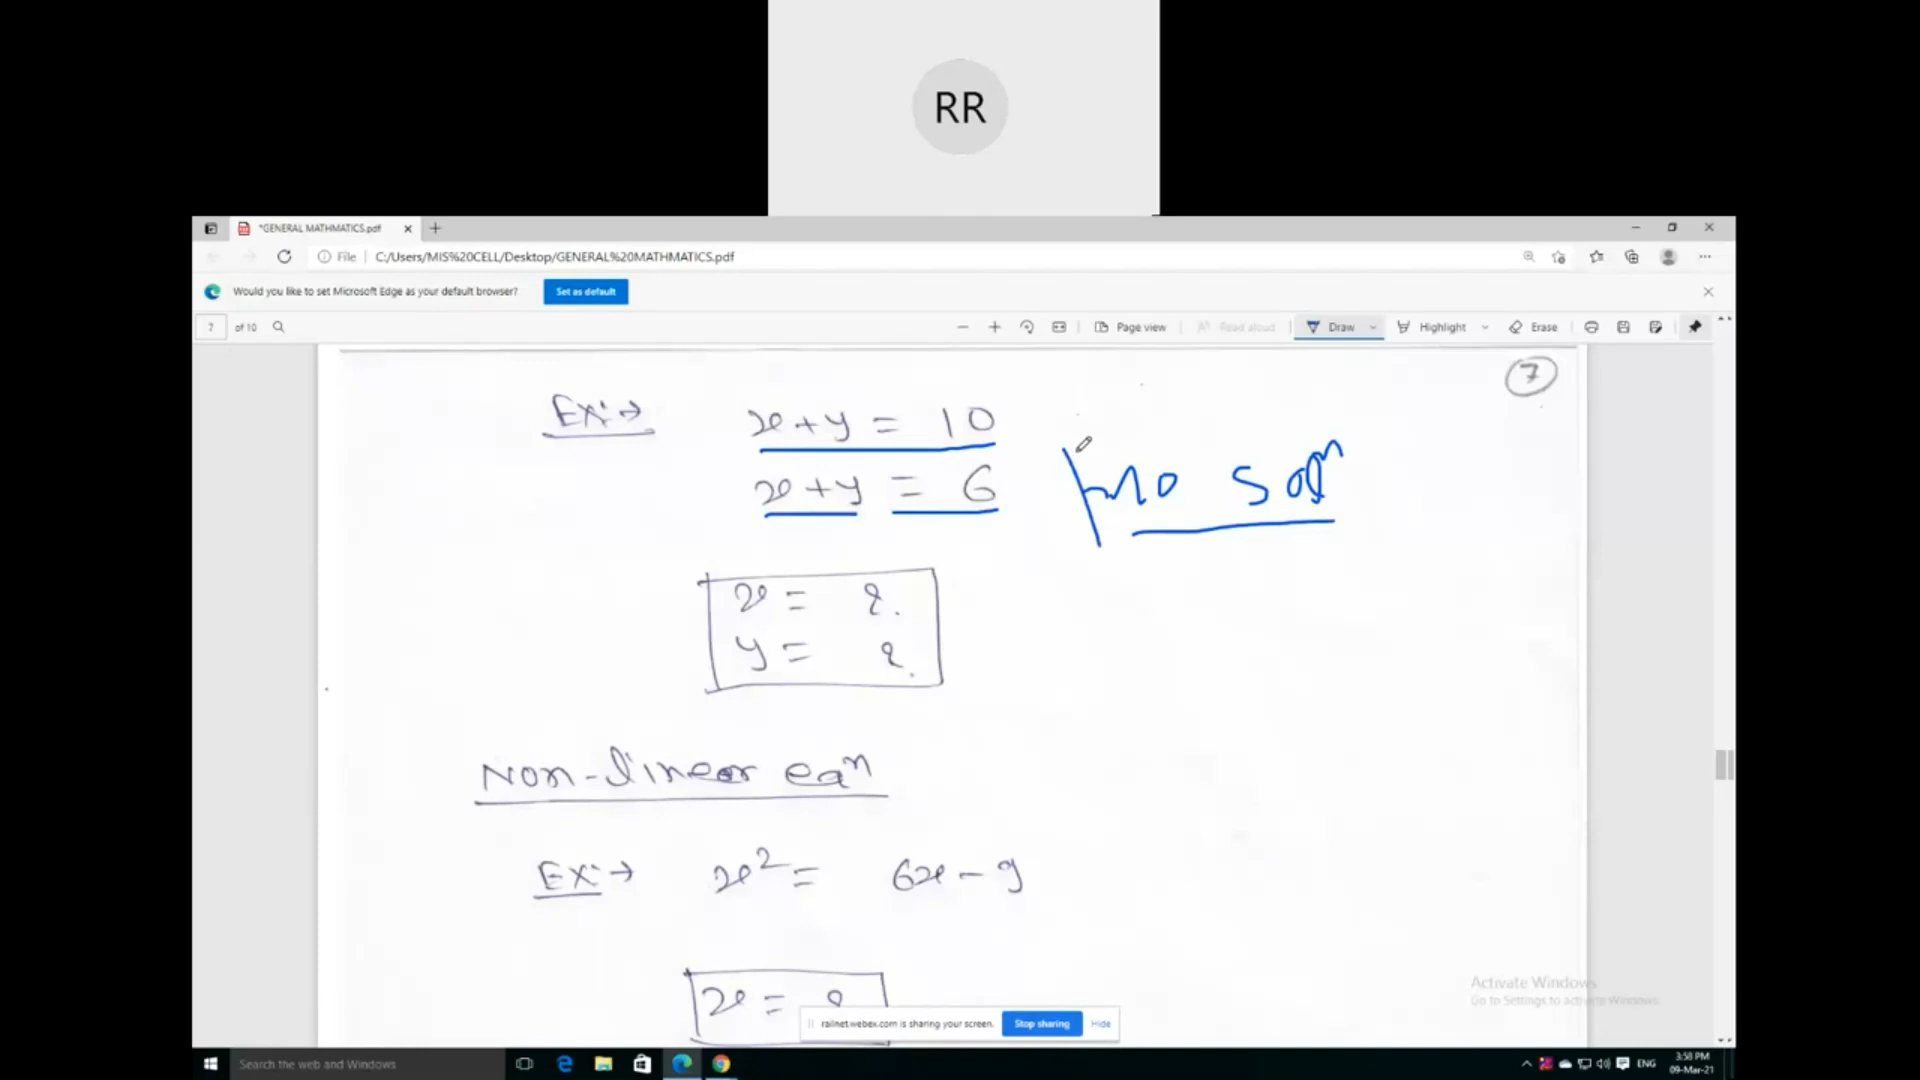 RR
*GENERAL MATHMATICS.pdf
File C:/Users/MIS%20CELL/Desktop/GENERAL%20MATHMATICS.pdf
Would you like to set Microsoft Edge as your default browser? Set as default
7 of 10 Page view Read aloud Draw Highlight Erase
7
Ex:→ x+y = 10
x+y = 6 No solⁿ
x = ?
y = ?
Non-linear eqⁿ
Ex:→ x² = 6x-9
x = ?
Activate Windows
Go to Settings to activate Windows.
railnet.webex.com is sharing your screen. Stop sharing Hide
Search the web and Windows
ENG 3:58 PM
09-Mar-21